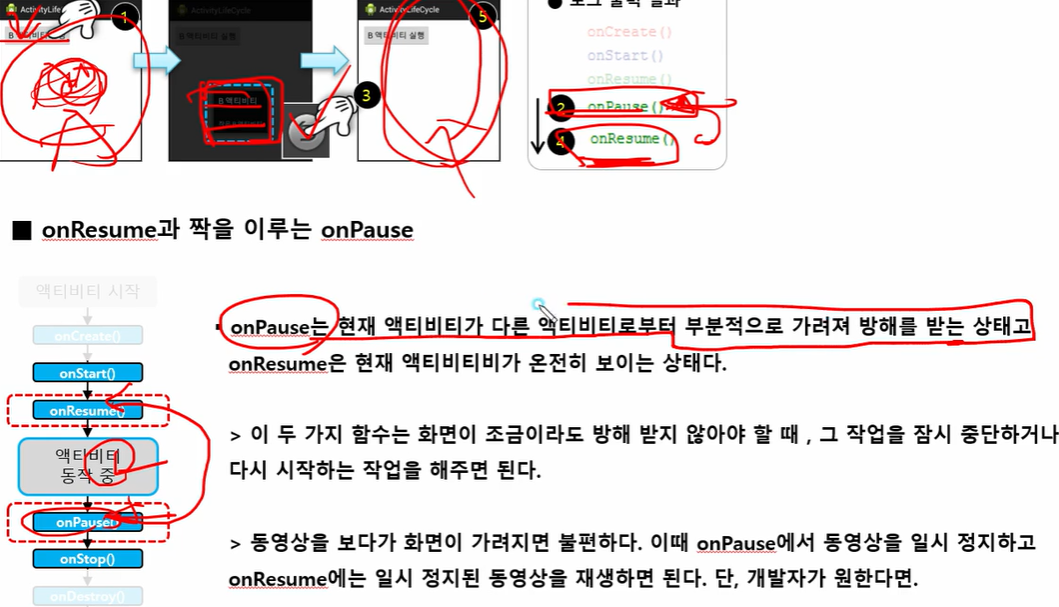 ActivityLife
ActivityLifeCycle
ActivityLifeCycle
1
5
B 액티비티 실행
B 액티비티 실행
B 액티비티
3
onCreate()
onStart()
onResume()
2 onPause()
4 onResume()
■ onResume과 짝을 이루는 onPause
액티비티 시작
onCreate()
onStart()
onResume()
액티비티
동작 중
onPause()
onStop()
onDestroy()
onPause는 현재 액티비티가 다른 액티비티로부터 부분적으로 가려져 방해를 받는 상태고
onResume은 현재 액티비티비가 온전히 보이는 상태다.
> 이 두 가지 함수는 화면이 조금이라도 방해 받지 않아야 할 때 , 그 작업을 잠시 중단하거나
다시 시작하는 작업을 해주면 된다.
> 동영상을 보다가 화면이 가려지면 불편하다. 이때 onPause에서 동영상을 일시 정지하고
onResume에는 일시 정지된 동영상을 재생하면 된다. 단, 개발자가 원한다면.